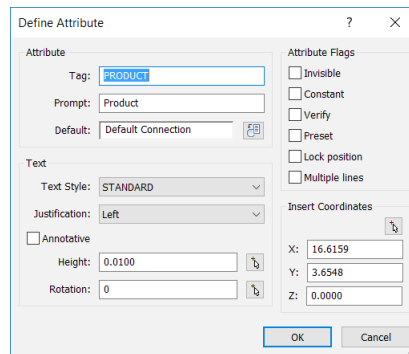 Define Attribute
Attribute
Tag: PRODUCT
Prompt: Product
Default: Default Connection
Text
Text Style: STANDARD
Justification: Left
Annotative
Height: 0.0100
Rotation: 0
Attribute Flags
Invisible
Constant
Verify
Preset
Lock position
Multiple lines
Insert Coordinates
X: 16.6159
Y: 3.6548
Z: 0.0000
OK
Cancel